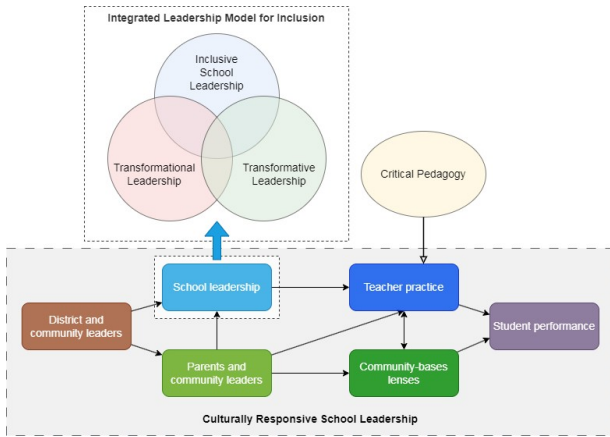 Integrated Leadership Model for Inclusion
Inclusive
School
Leadership
Transformational
Leadership
Transformative
Leadership
Critical Pedagogy
School leadership
Teacher practice
District and
community leaders
Student performance
Parents and
community leaders
Community-bases
lenses
Culturally Responsive School Leadership